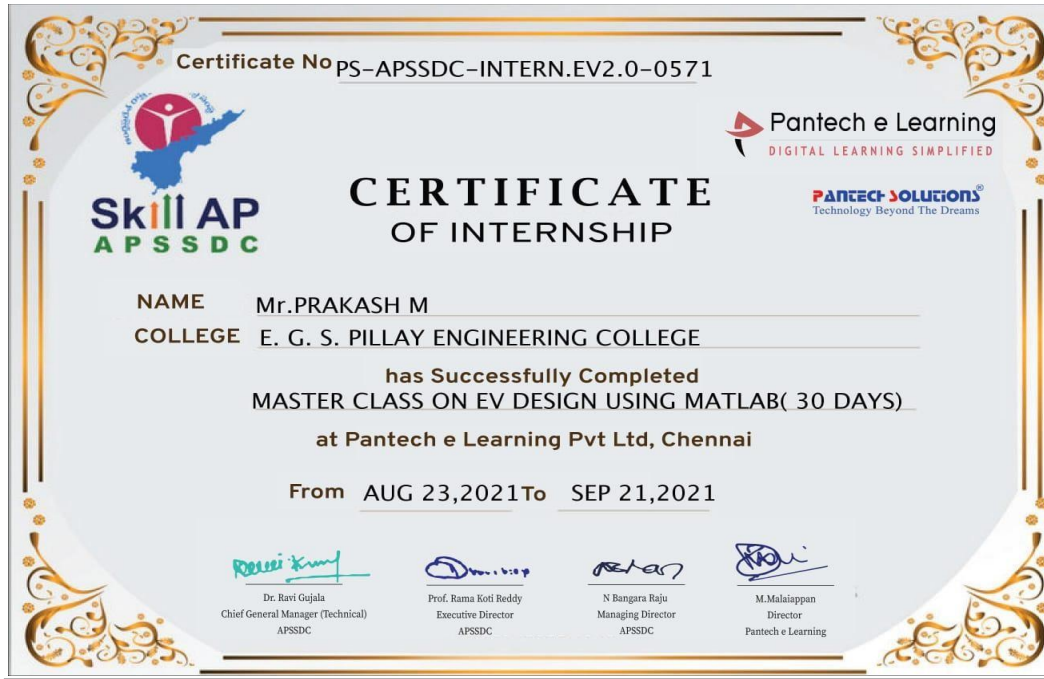 Certificate No PS-APSSDC-INTERN.EV2.0-0571
Skill AP
APSSDC
Pantech e Learning
DIGITAL LEARNING SIMPLIFIED
PANTECH SOLUTIONS®
Technology Beyond The Dreams
CERTIFICATE
OF INTERNSHIP
NAME Mr.PRAKASH M
COLLEGE E. G. S. PILLAY ENGINEERING COLLEGE
has Successfully Completed
MASTER CLASS ON EV DESIGN USING MATLAB( 30 DAYS)
at Pantech e Learning Pvt Ltd, Chennai
From AUG 23,2021 To SEP 21,2021
Dr. Ravi Gujala
Chief General Manager (Technical)
APSSDC
Prof. Rama Koti Reddy
Executive Director
APSSDC
N Bangara Raju
Managing Director
APSSDC
M.Malaiappan
Director
Pantech e Learning